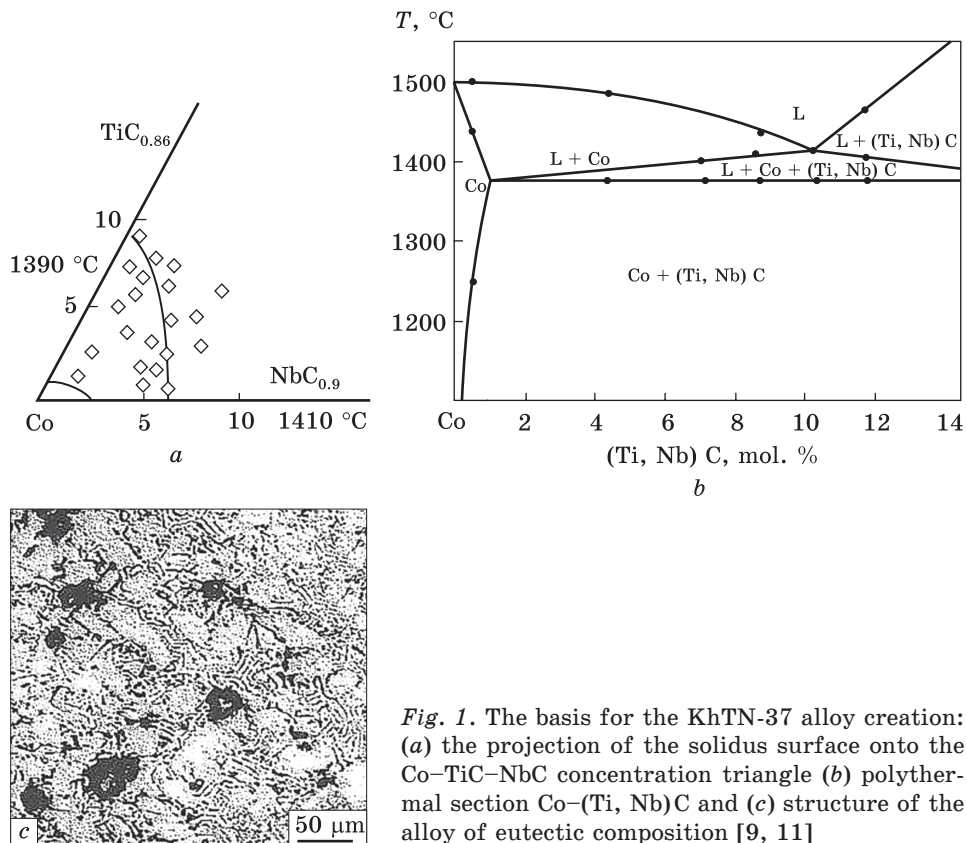 TiC0.86
10
1390 °C
5
NbC0.9
Co
5
10
1410 °C
a
T, °C
1500
1400
1300
1200
L
L + (Ti, Nb) C
L + Co
L + Co + (Ti, Nb) C
Co
Co + (Ti, Nb) C
Co
2
4
6
8
10
12
14
(Ti, Nb) C, mol. %
b
c
50 μm
Fig. 1. The basis for the KhTN-37 alloy creation:
(a) the projection of the solidus surface onto the
Co–TiC–NbC concentration triangle (b) polyther-
mal section Co–(Ti, Nb)C and (c) structure of the
alloy of eutectic composition [9, 11]